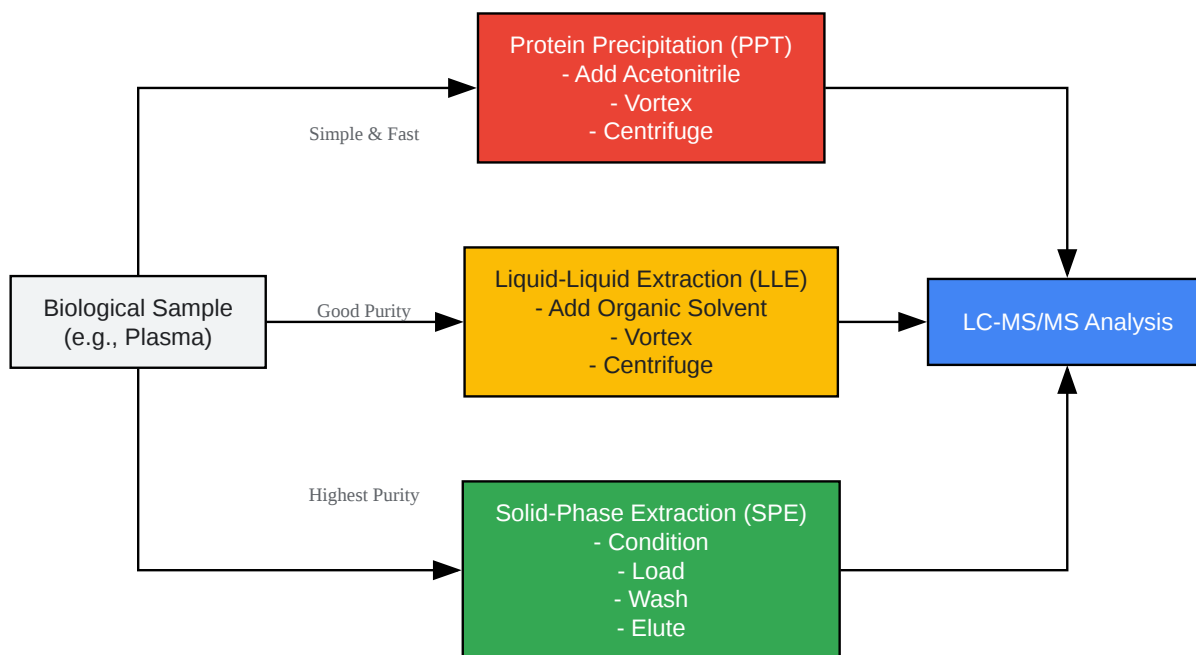 Protein Precipitation (PPT)
- Add Acetonitrile
- Vortex
- Centrifuge
Simple & Fast
Biological Sample
(e.g., Plasma)
Good Purity
Liquid-Liquid Extraction (LLE)
- Add Organic Solvent
- Vortex
- Centrifuge
LC-MS/MS Analysis
Highest Purity
Solid-Phase Extraction (SPE)
- Condition
- Load
- Wash
- Elute